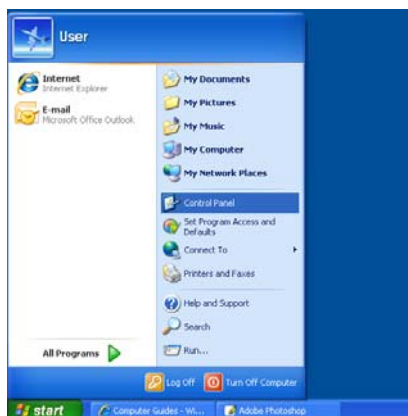 User
Internet
Internet Explorer
E-mail
Microsoft Office Outlook
All Programs
My Documents
My Pictures
My Music
My Computer
My Network Places
Control Panel
Set Program Access and
Defaults
Connect To
Printers and Faxes
Help and Support
Search
Run...
Log Off
Turn Off Computer
start
Computer Guides - Wi...
Adobe Photoshop